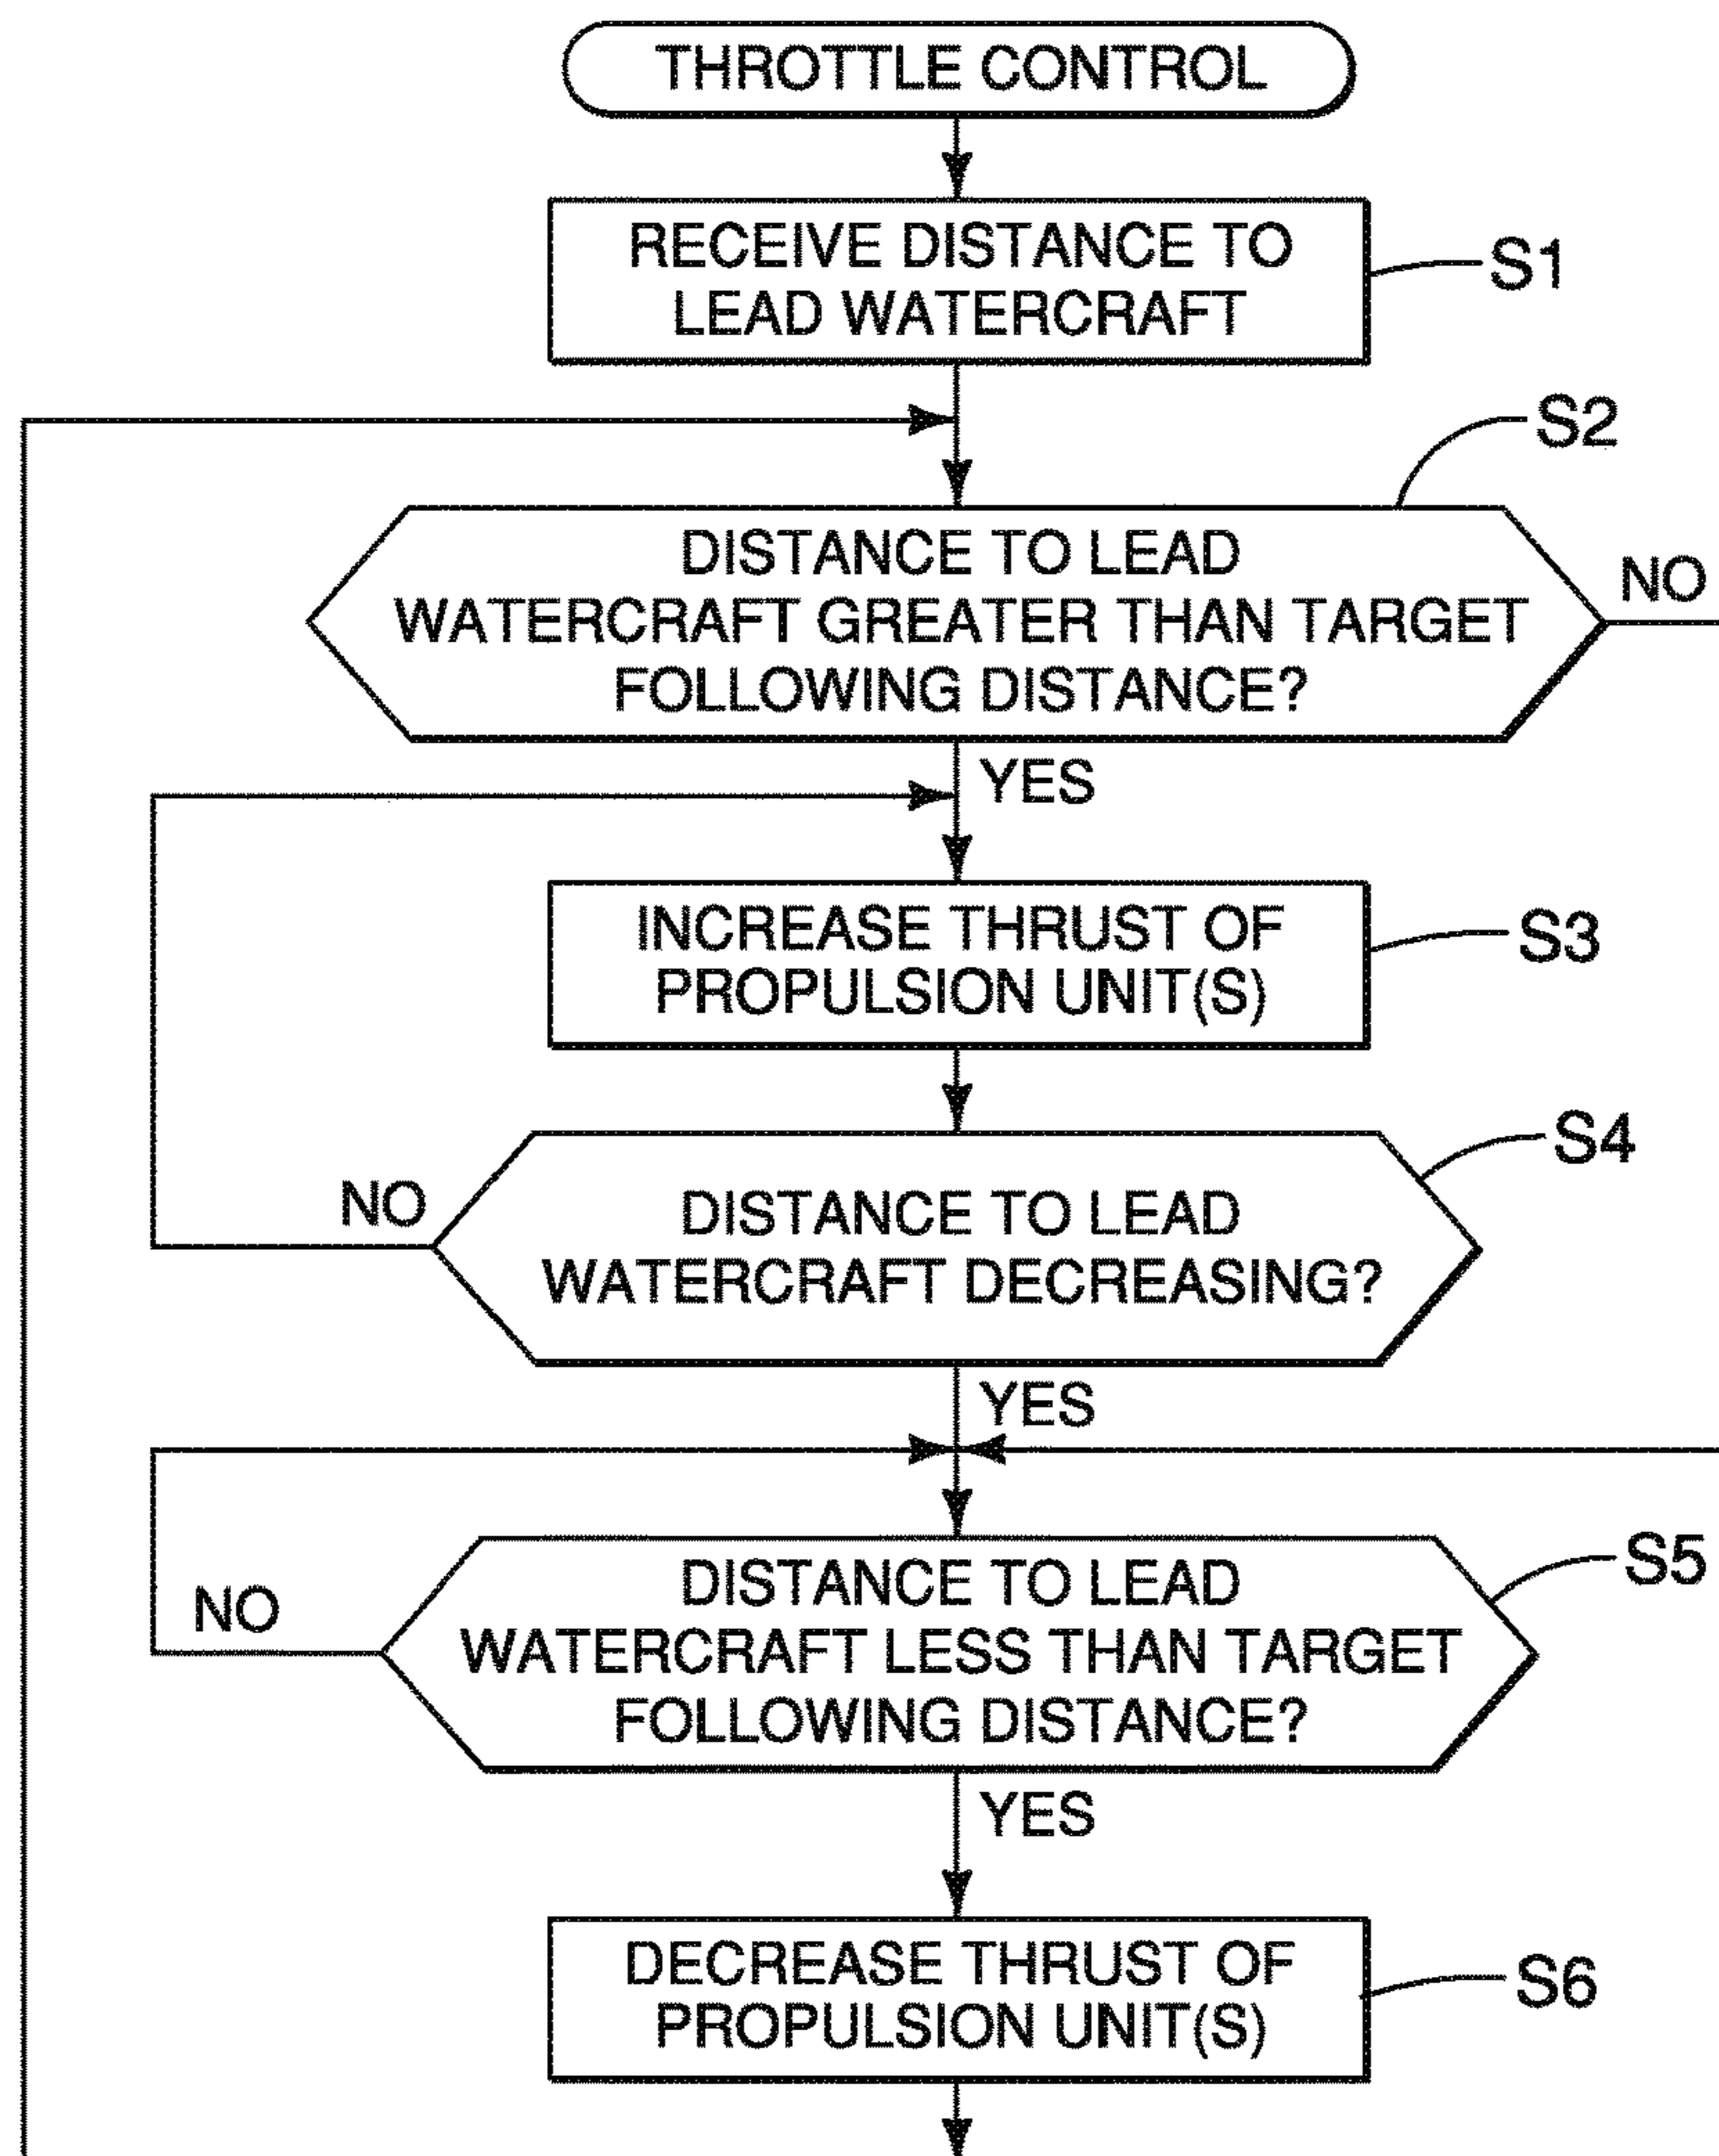 THROTTLE CONTROL
RECEIVE DISTANCE TO
LEAD WATERCRAFT
S1
S2
DISTANCE TO LEAD
WATERCRAFT GREATER THAN TARGET
FOLLOWING DISTANCE?
NO
YES
INCREASE THRUST OF
PROPULSION UNIT(S)
S3
S4
DISTANCE TO LEAD
WATERCRAFT DECREASING?
NO
YES
DISTANCE TO LEAD
WATERCRAFT LESS THAN TARGET
FOLLOWING DISTANCE?
S5
NO
YES
DECREASE THRUST OF
PROPULSION UNIT(S)
S6